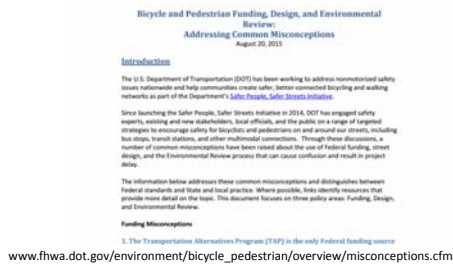 Bicycle and Pedestrian Funding, Design, and Environmental
Review:
Addressing Common Misconceptions
August 20, 2015
Introduction
The U.S. Department of Transportation (DOT) has been working to address nonmotorized safety
issues nationwide and help communities create safer, better-connected bicycling and walking
networks as part of the Department's Safer People, Safer Streets Initiative.
Since launching the Safer People, Safer Streets Initiative in 2014, DOT has engaged safety
experts, existing and new stakeholders, local officials, and the public on a range of targeted
strategies to encourage safety for bicyclists and pedestrians on and around our streets, including
bus stops, transit stations, and other multimodal connections. Through these discussions, a
number of common misconceptions have been raised about the use of Federal funding, street
design, and the Environmental Review process that can cause confusion and result in project
delay.
The information below addresses these common misconceptions and distinguishes between
Federal standards and State and local practice. Where possible, links identify resources that
provide more detail on the topic. This document focuses on three policy areas: Funding, Design,
and Environmental Review.
Funding Misconceptions
1. The Transportation Alternatives Program (TAP) is the only Federal funding source
www.fhwa.dot.gov/environment/bicycle_pedestrian/overview/misconceptions.cfm